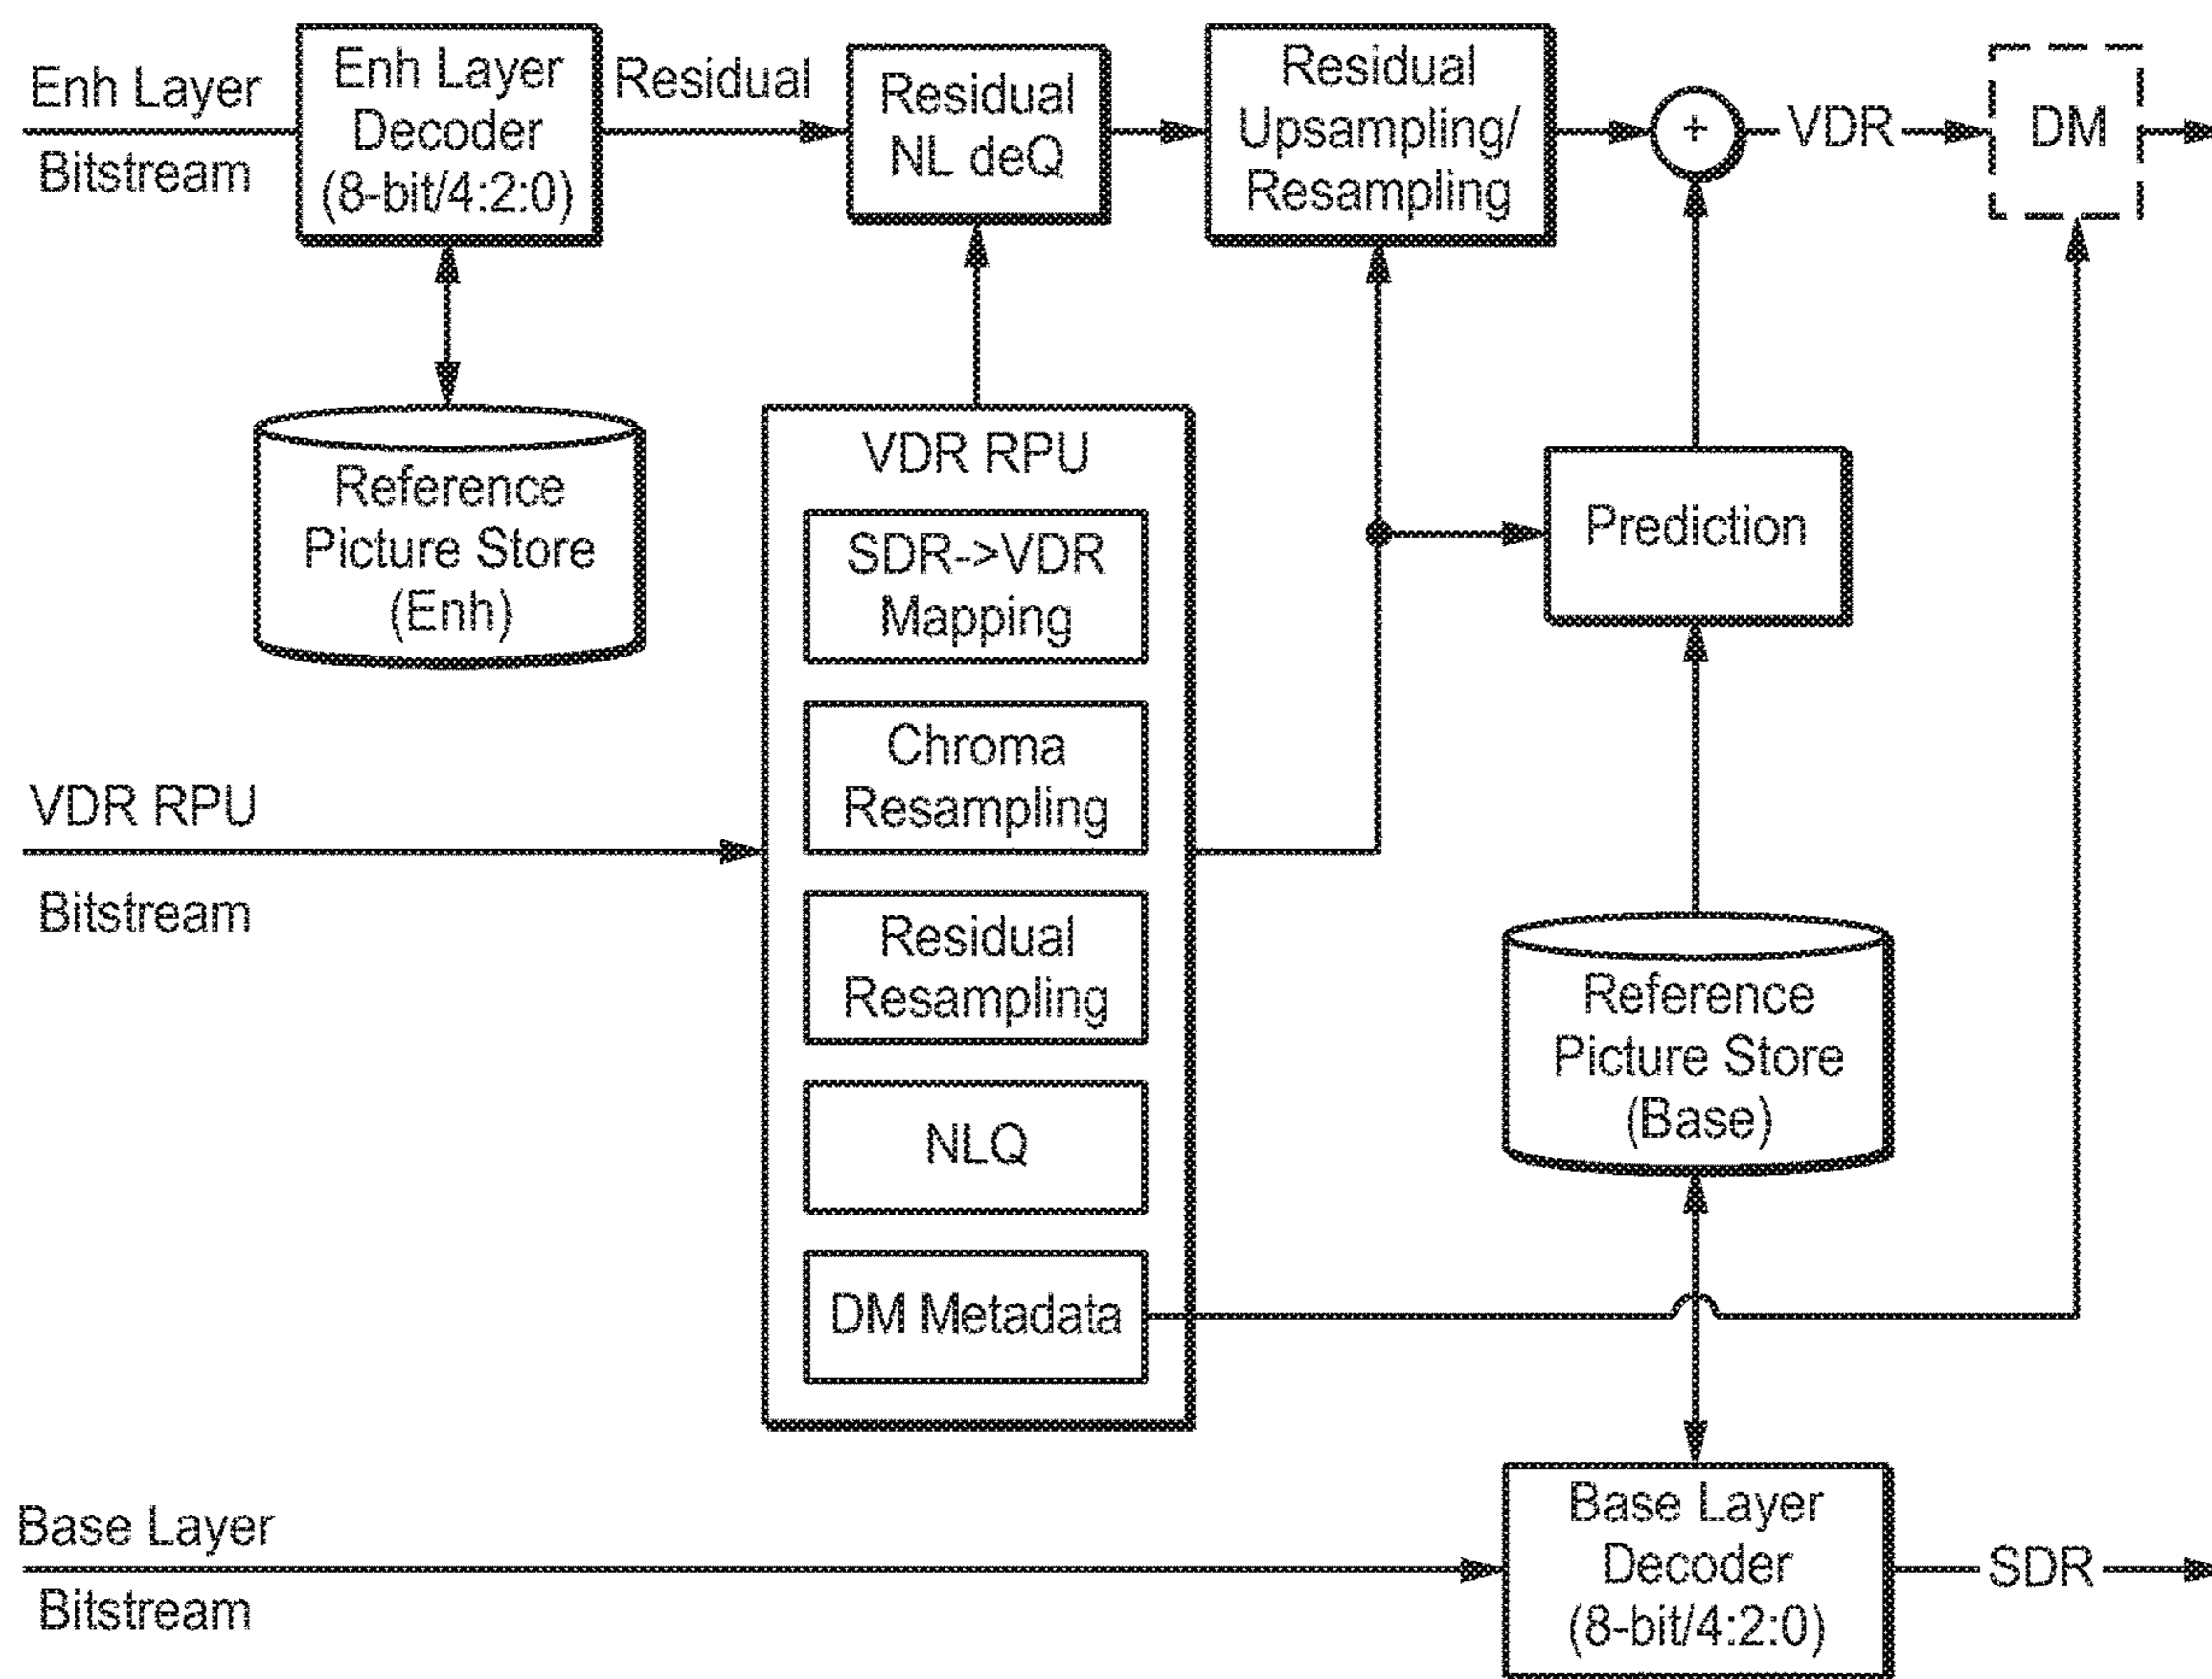 Enh Layer
Bitstream
Enh Layer
Decoder
(8-bit/4:2:0)
Residual
Residual
NL deQ
Residual
Upsampling/
Resampling
+
VDR
DM
Reference
Picture Store
(Enh)
VDR RPU
SDR->VDR
Mapping
Chroma
Resampling
Residual
Resampling
NLQ
DM Metadata
Prediction
VDR RPU
Bitstream
Reference
Picture Store
(Base)
Base Layer
Bitstream
Base Layer
Decoder
(8-bit/4:2:0)
SDR